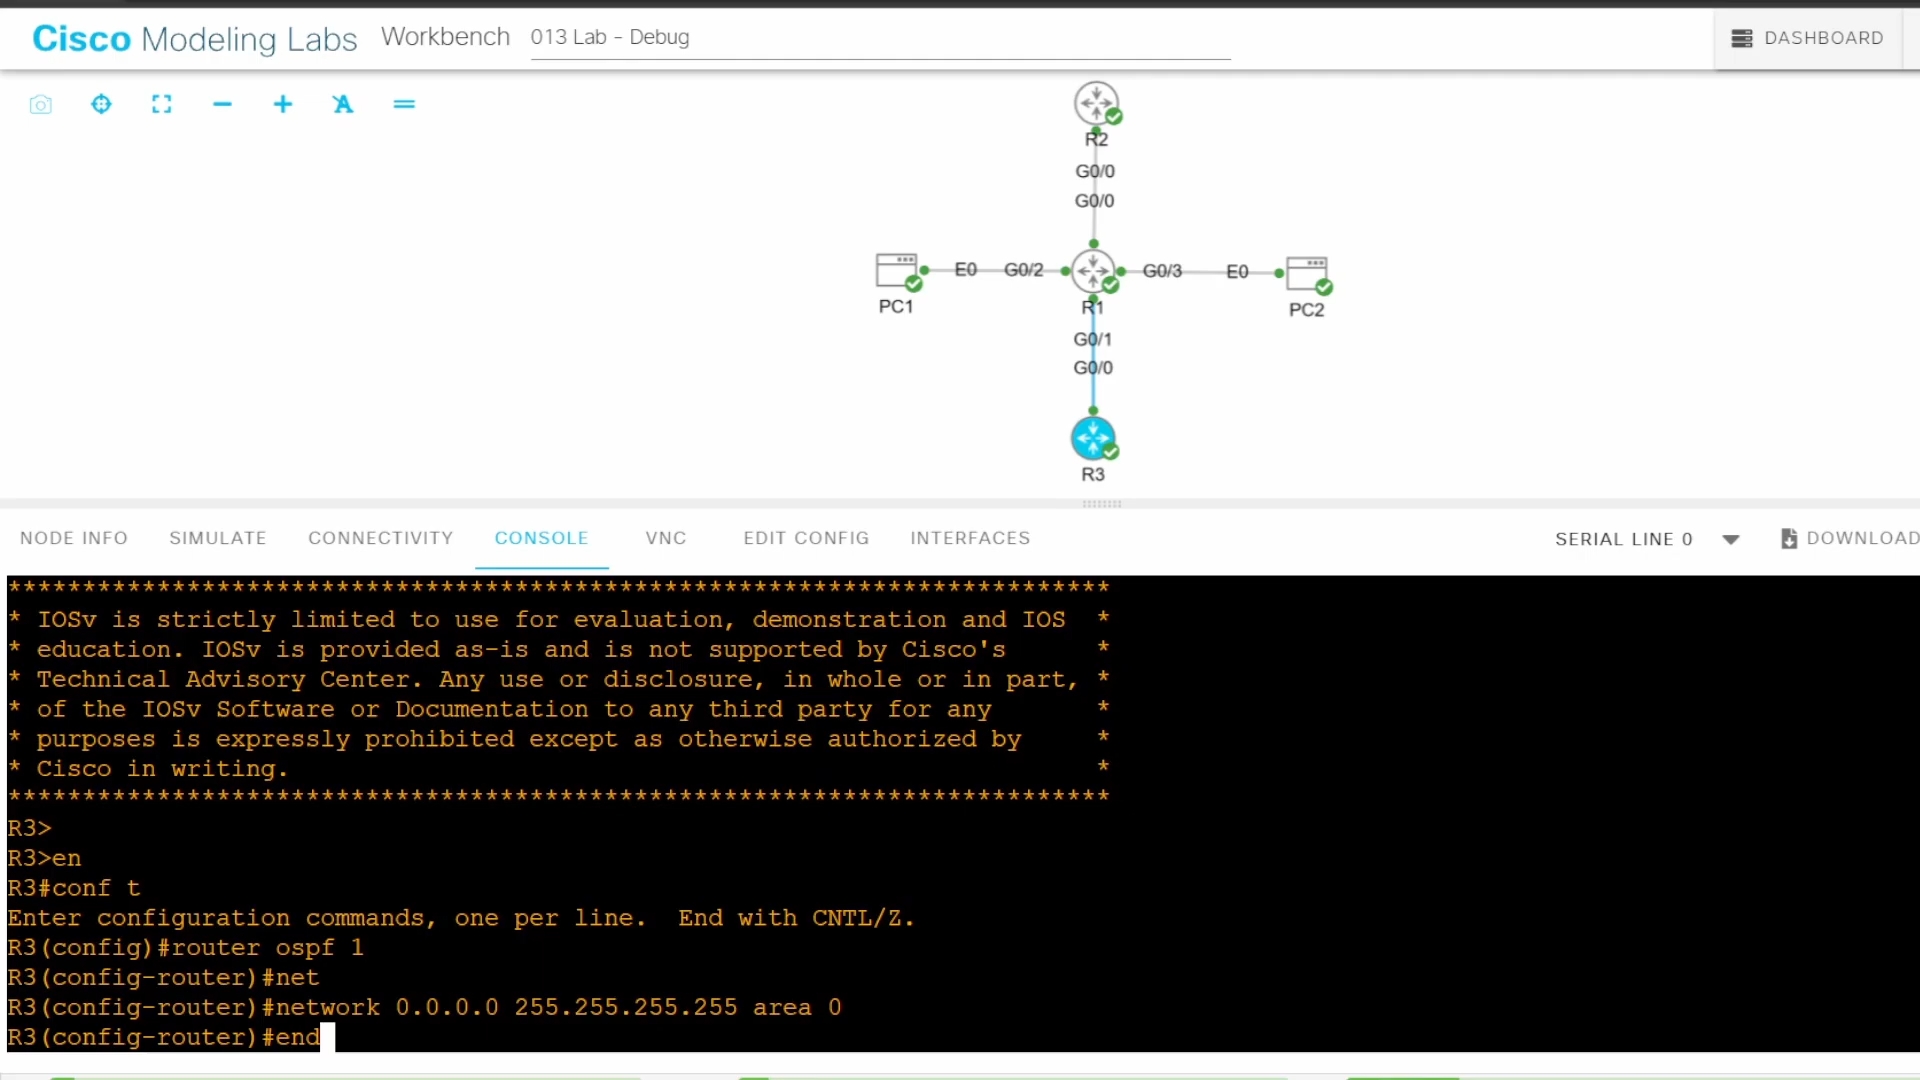 Cisco Modeling Labs Workbench 013 Lab - Debug DASHBOARD
R2
G0/0
G0/0
E0 G0/2 G0/3 E0
PC1 R1 PC2
G0/1
G0/0
R3
NODE INFO SIMULATE CONNECTIVITY CONSOLE VNC EDIT CONFIG INTERFACES SERIAL LINE 0 DOWNLOAD
**************************************************************************
* IOSv is strictly limited to use for evaluation, demonstration and IOS *
* education. IOSv is provided as-is and is not supported by Cisco's *
* Technical Advisory Center. Any use or disclosure, in whole or in part, *
* of the IOSv Software or Documentation to any third party for any *
* purposes is expressly prohibited except as otherwise authorized by *
* Cisco in writing. *
**************************************************************************
R3>
R3>en
R3#conf t
Enter configuration commands, one per line. End with CNTL/Z.
R3(config)#router ospf 1
R3(config-router)#net
R3(config-router)#network 0.0.0.0 255.255.255.255 area 0
R3(config-router)#end